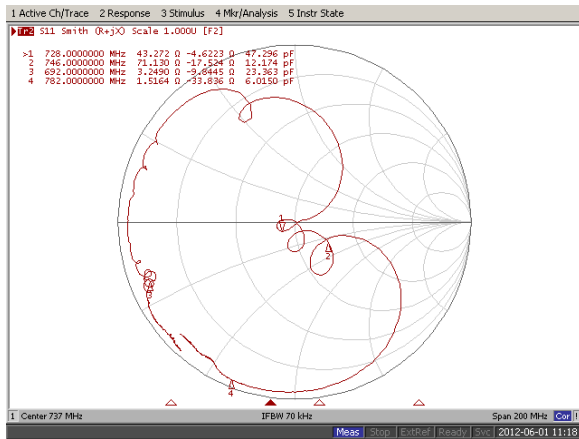 1 Active Ch/Trace 2 Response 3 Stimulus 4 Mkr/Analysis 5 Instr State
Tr2 S11 Smith (R+jX) Scale 1.000U [F2]
>1 728.0000000 MHz 43.272 Ω -4.6223 Ω 47.296 pF
2 746.0000000 MHz 71.130 Ω -17.524 Ω 12.174 pF
3 692.0000000 MHz 3.2490 Ω -9.8445 Ω 23.363 pF
4 782.0000000 MHz 1.5164 Ω -33.836 Ω 6.0150 pF
1
2
3
4
1 Center 737 MHz IFBW 70 kHz Span 200 MHz Cor !
Meas Stop ExtRef Ready Svc 2012-06-01 11:18